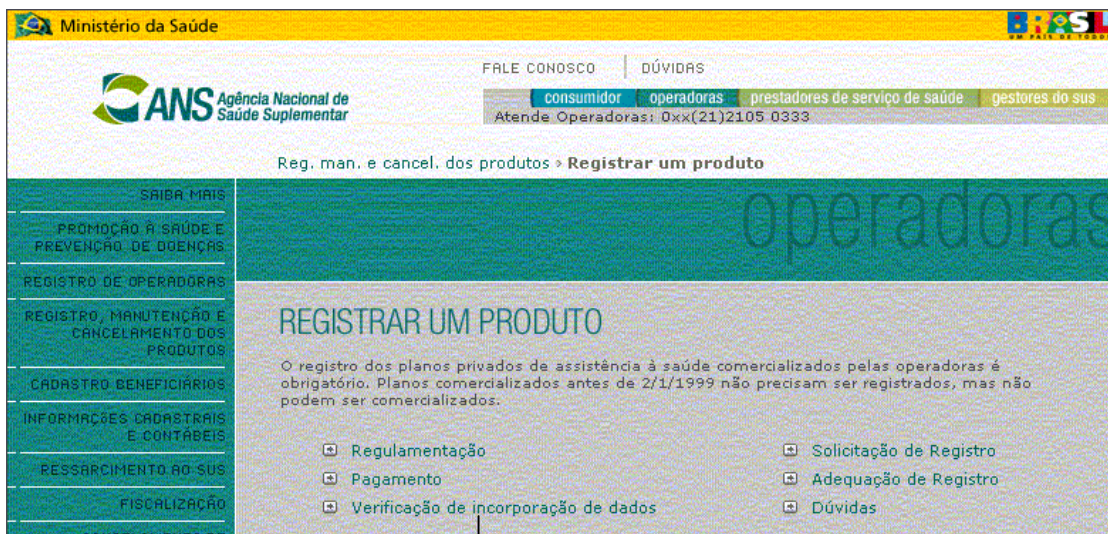 Ministério da Saúde
BRASIL
UM PAÍS DE TODOS
FALE CONOSCO
DÚVIDAS
ANS Agência Nacional de
Saúde Suplementar
consumidor operadoras prestadores de serviço de saúde gestores do sus
Atende Operadoras: 0xx(21)2105 0333
Reg. man. e cancel. dos produtos > Registrar um produto
operadoras
SAIBA MAIS
PROMOÇÃO À SAÚDE E
PREVENÇÃO DE DOENÇAS
REGISTRO DE OPERADORAS
REGISTRO, MANUTENÇÃO E
CANCELAMENTO DOS
PRODUTOS
CADASTRO BENEFICIÁRIOS
INFORMAÇÕES CADASTRAIS
E CONTÁBEIS
RESSARCIMENTO AO SUS
FISCALIZAÇÃO
REGISTRAR UM PRODUTO
O registro dos planos privados de assistência à saúde comercializados pelas operadoras é
obrigatório. Planos comercializados antes de 2/1/1999 não precisam ser registrados, mas não
podem ser comercializados.
Regulamentação
Pagamento
Verificação de incorporação de dados
Solicitação de Registro
Adequação de Registro
Dúvidas